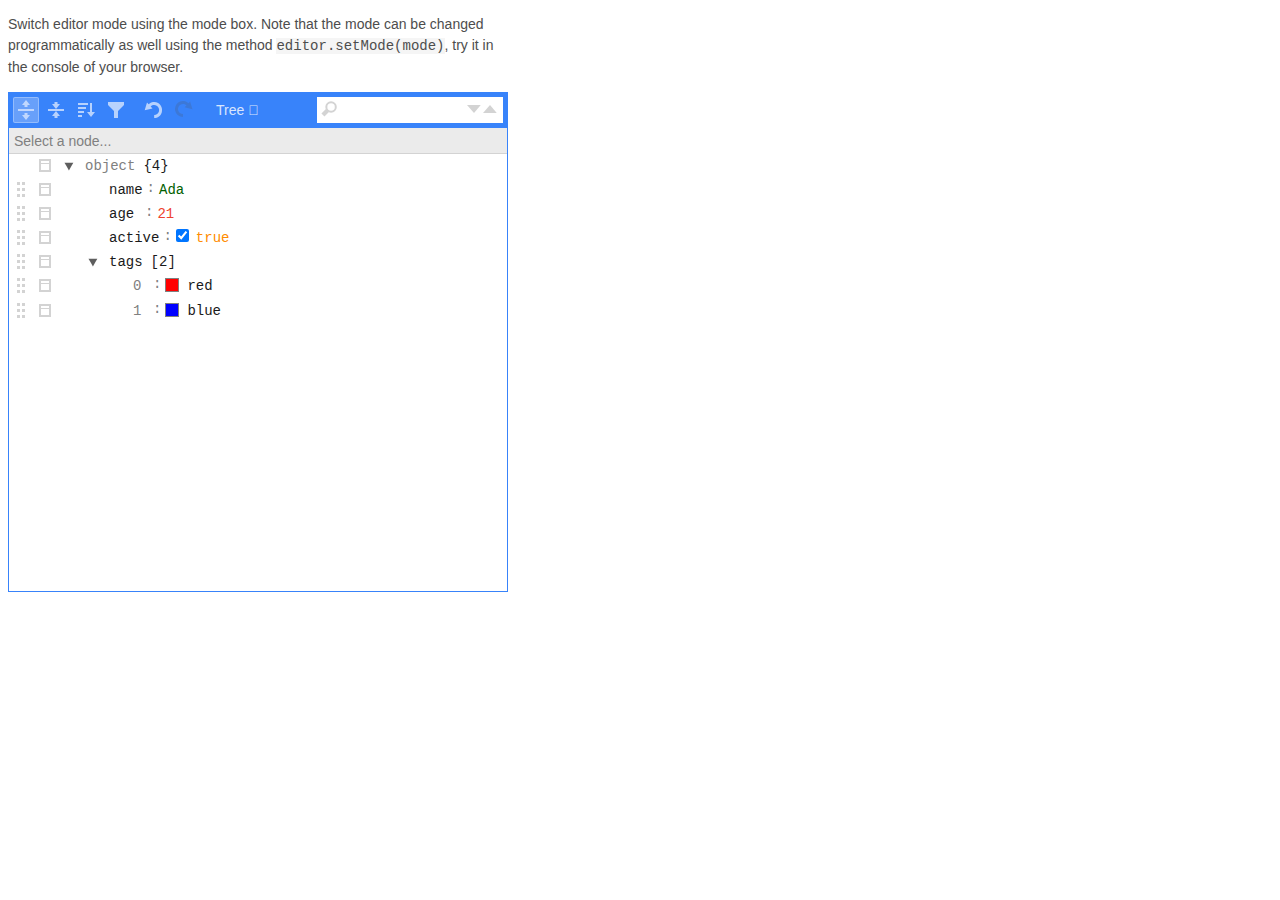 Switch editor mode using the mode box. Note that the mode can be changed
programmatically as well using the method editor.setMode(mode), try it in
the console of your browser.
Tree
Select a node...
object {4}
name : Ada
age : 21
active : true
tags [2]
0 : red
1 : blue